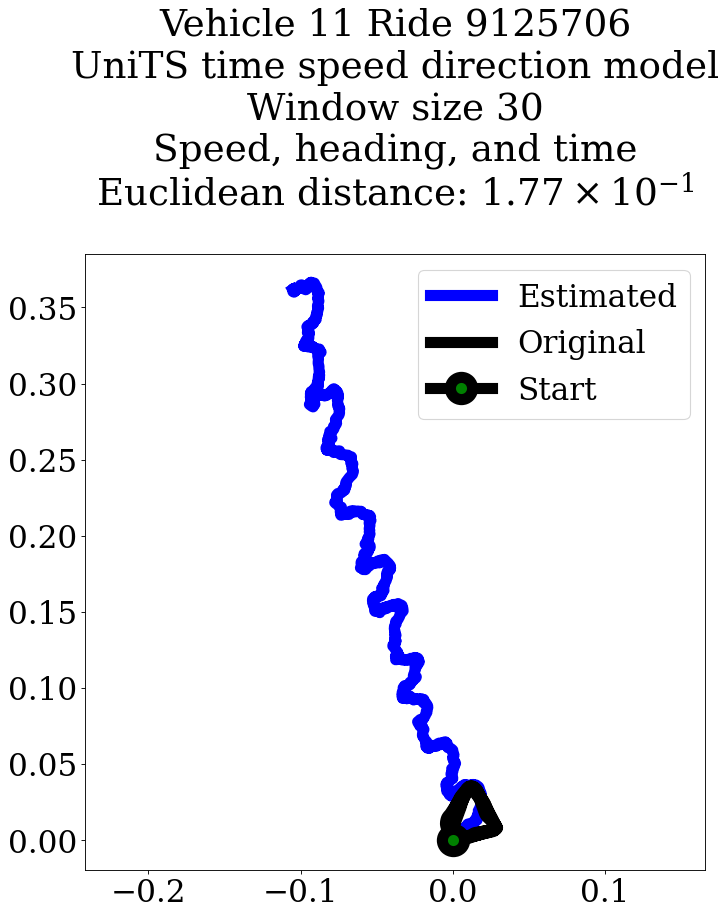 Vehicle 11 Ride 9125706
UniTS time speed direction model
Window size 30
Speed, heading, and time
Euclidean distance: 1.77 × 10⁻¹
Estimated
Original
Start
0.35
0.30
0.25
0.20
0.15
0.10
0.05
0.00
−0.2
−0.1
0.0
0.1